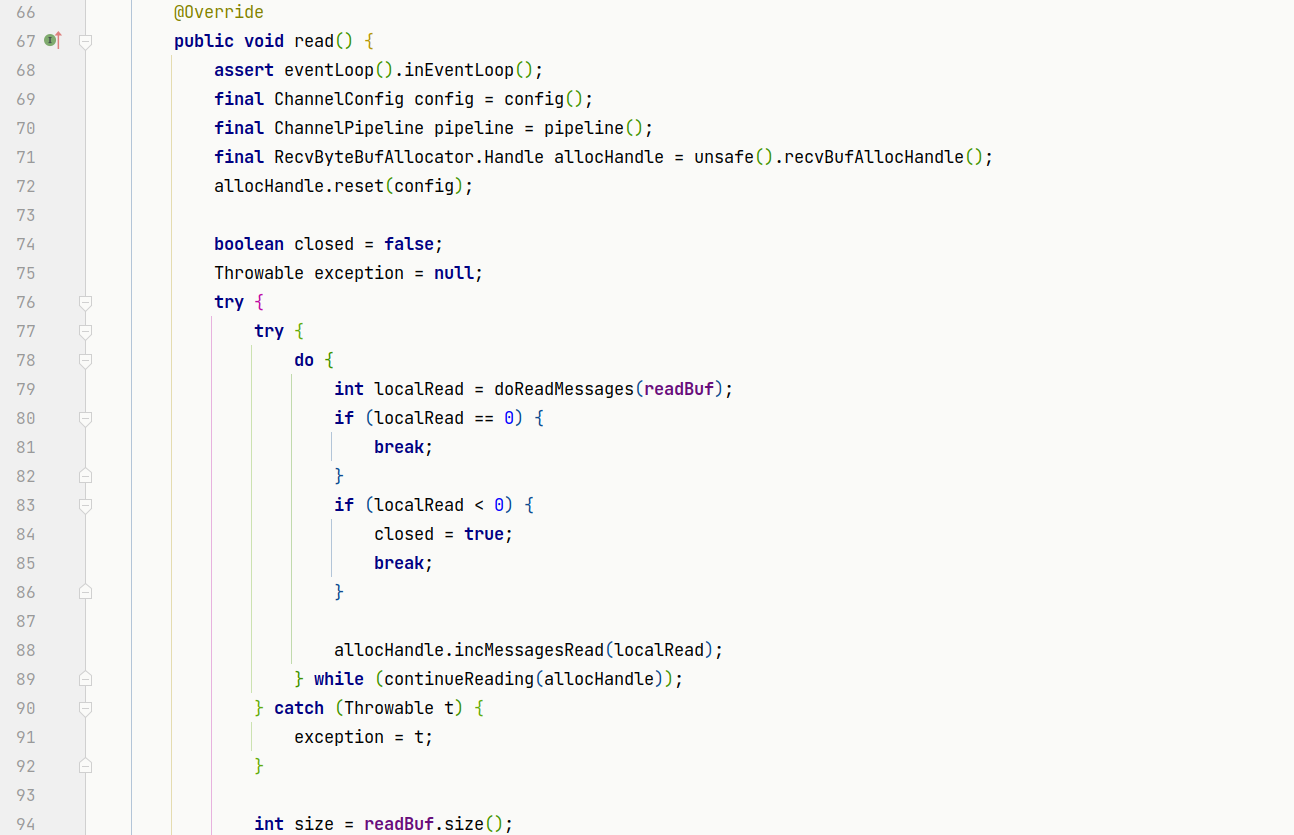 66 @Override
67 public void read() {
68 assert eventLoop().inEventLoop();
69 final ChannelConfig config = config();
70 final ChannelPipeline pipeline = pipeline();
71 final RecvByteBufAllocator.Handle allocHandle = unsafe().recvBufAllocHandle();
72 allocHandle.reset(config);
73
74 boolean closed = false;
75 Throwable exception = null;
76 try {
77 try {
78 do {
79 int localRead = doReadMessages(readBuf);
80 if (localRead == 0) {
81 break;
82 }
83 if (localRead < 0) {
84 closed = true;
85 break;
86 }
87
88 allocHandle.incMessagesRead(localRead);
89 } while (continueReading(allocHandle));
90 } catch (Throwable t) {
91 exception = t;
92 }
93
94 int size = readBuf.size();